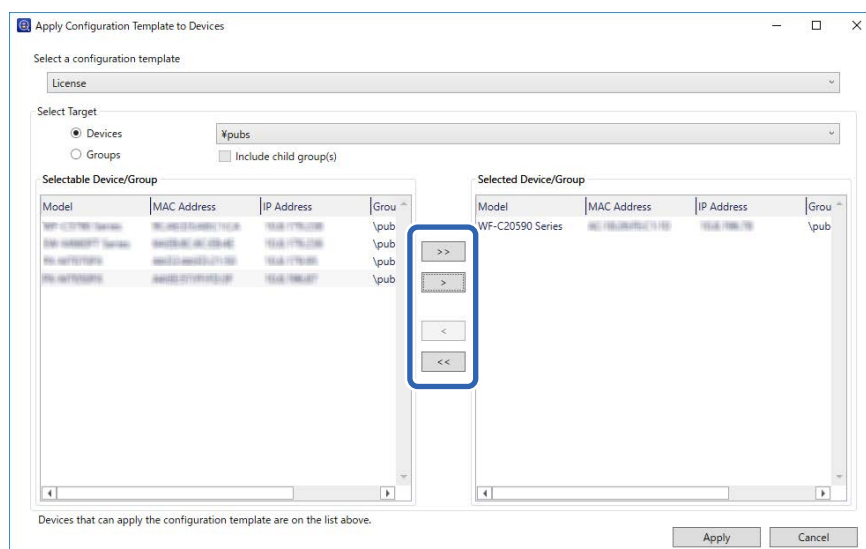 Apply Configuration Template to Devices
Select a configuration template
License
Select Target
Devices
¥pubs
Groups
Include child group(s)
Selectable Device/Group
Model MAC Address IP Address Grou
\pub
\pub
\pub
\pub
>>
>
<
<<
Selected Device/Group
Model MAC Address IP Address Grou
WF-C20590 Series \pub
Devices that can apply the configuration template are on the list above.
Apply Cancel